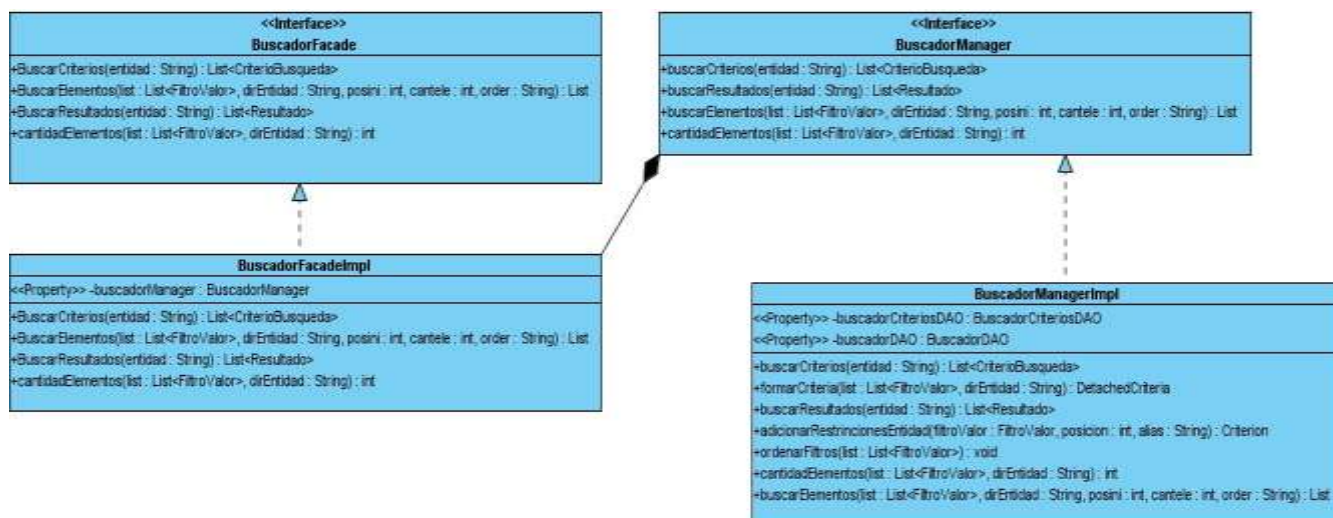 <<Interface>>
BuscadorFacade
+BuscarCriterios(entidad : String) : List<CriterioBusqueda>
+BuscarElementos(list : List<FiltroValor>, dirEntidad : String, posini : int, cantele : int, order : String) : List
+BuscarResultados(entidad : String) : List<Resultado>
+cantidadElementos(list : List<FiltroValor>, dirEntidad : String) : int
<<Interface>>
BuscadorManager
+buscarCriterios(entidad : String) : List<CriterioBusqueda>
+buscarResultados(entidad : String) : List<Resultado>
+buscarElementos(list : List<FiltroValor>, dirEntidad : String, posini : int, cantele : int, order : String) : List
+cantidadElementos(list : List<FiltroValor>, dirEntidad : String) : int
BuscadorFacadeImpl
<<Property>> -buscadorManager : BuscadorManager
+BuscarCriterios(entidad : String) : List<CriterioBusqueda>
+BuscarElementos(list : List<FiltroValor>, dirEntidad : String, posini : int, cantele : int, order : String) : List
+BuscarResultados(entidad : String) : List<Resultado>
+cantidadElementos(list : List<FiltroValor>, dirEntidad : String) : int
BuscadorManagerImpl
<<Property>> -buscadorCriteriosDAO : BuscadorCriteriosDAO
<<Property>> -buscadorDAO : BuscadorDAO
+buscarCriterios(entidad : String) : List<CriterioBusqueda>
+formarCriteria(list : List<FiltroValor>, dirEntidad : String) : DetachedCriteria
+buscarResultados(entidad : String) : List<Resultado>
+adicionarRestrincionesEntidad(filtroValor : FiltroValor, posicion : int, alias : String) : Criterion
+ordenarFiltros(list : List<FiltroValor>) : void
+cantidadElementos(list : List<FiltroValor>, dirEntidad : String) : int
+buscarElementos(list : List<FiltroValor>, dirEntidad : String, posini : int, cantele : int, order : String) : List